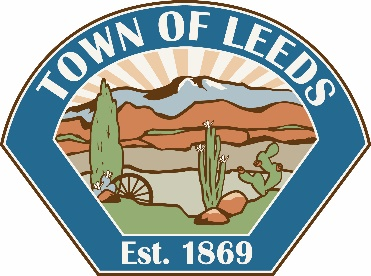 TOWN OF LEEDS
Est. 1869